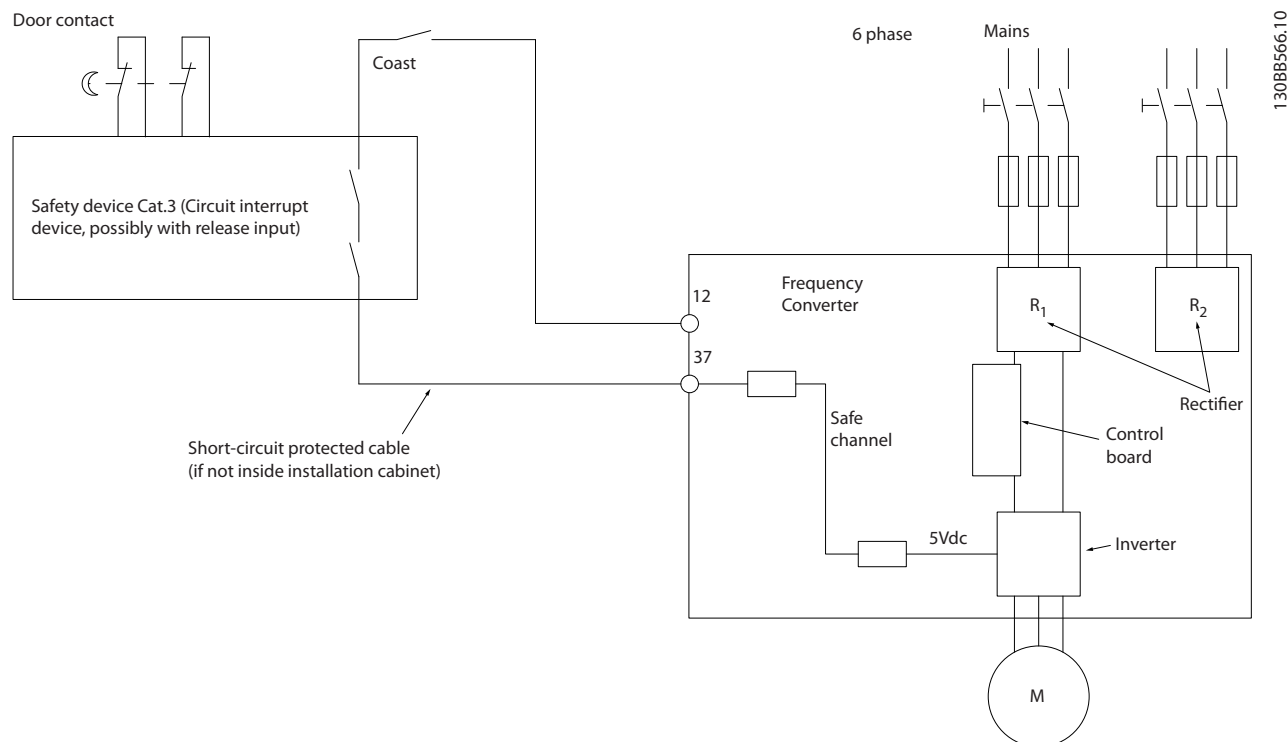 Door contact
Coast
6 phase
Mains
130BB566.10
Safety device Cat.3 (Circuit interrupt
device, possibly with release input)
12
Frequency
Converter
R1
R2
37
Safe
channel
Rectifier
Control
board
Short-circuit protected cable
(if not inside installation cabinet)
5Vdc
Inverter
M